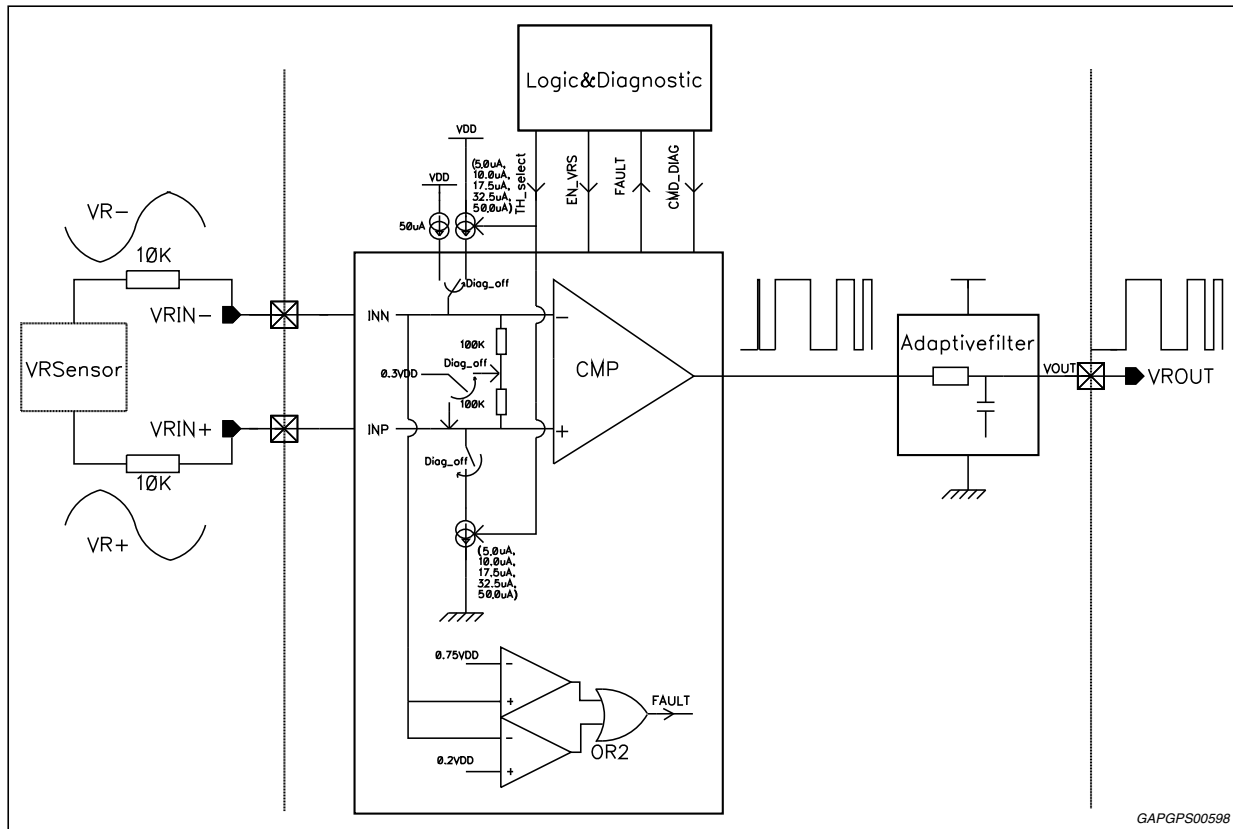 Logic&Diagnostic
VDD
(5.0uA,
10.0uA,
17.5uA,
32.5uA,
50.0uA)
TH_select
EN_VRS
FAULT
CMD_DIAG
VDD
50uA
VR-
10K
VRIN-
INN
Diag_off
100K
Diag_off
0.3VDD
100K
CMP
VRSensor
VRIN+
INP
Diag_off
10K
VR+
(5.0uA,
10.0uA,
17.5uA,
32.5uA,
50.0uA)
Adaptivefilter
VOUT
VROUT
0.75VDD
FAULT
OR2
0.2VDD
GAPGPS00598